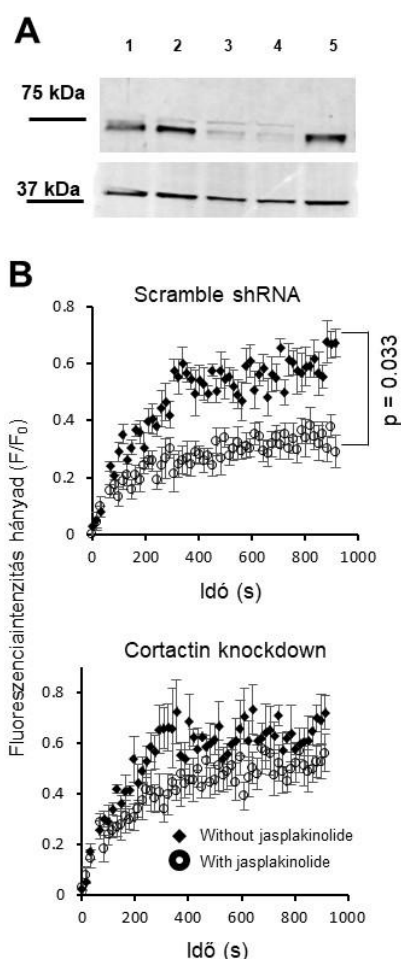 A
1 2 3 4 5
75 kDa
37 kDa
B
Scramble shRNA
0.8
0.6
0.4
0.2
0
0 200 400 600 800 1000
Idó (s)
p = 0.033
Fluoreszenciaintenzitás hányad (F/F0)
Cortactin knockdown
0.8
0.6
0.4
0.2
0
Without jasplakinolide
With jasplakinolide
0 200 400 600 800 1000
Idő (s)